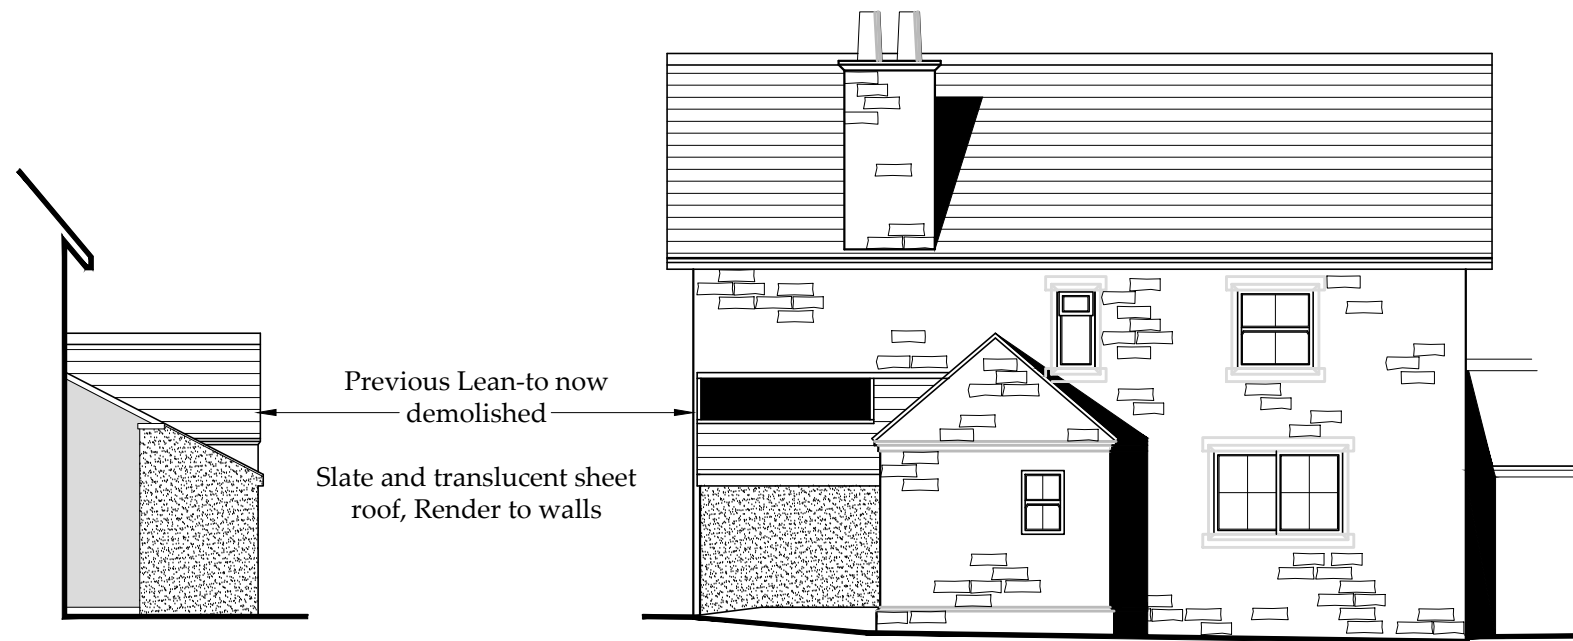 Previous Lean-to now
demolished
Slate and translucent sheet
roof, Render to walls